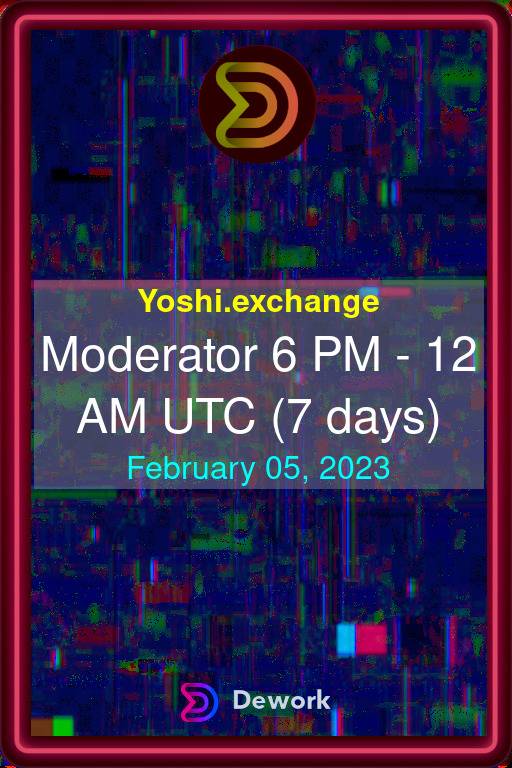 Yoshi.exchange
Moderator 6 PM - 12
AM UTC (7 days)
February 05, 2023
Dework